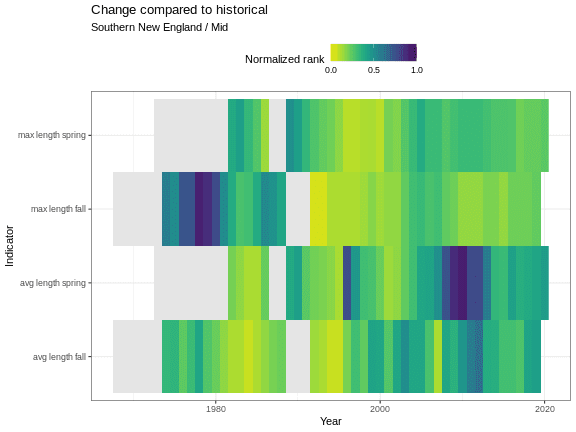 Change compared to historical
Southern New England / Mid
Normalized rank
0.0 0.5 1.0
max length spring
max length fall
avg length spring
avg length fall
Indicator
1980 2000 2020
Year